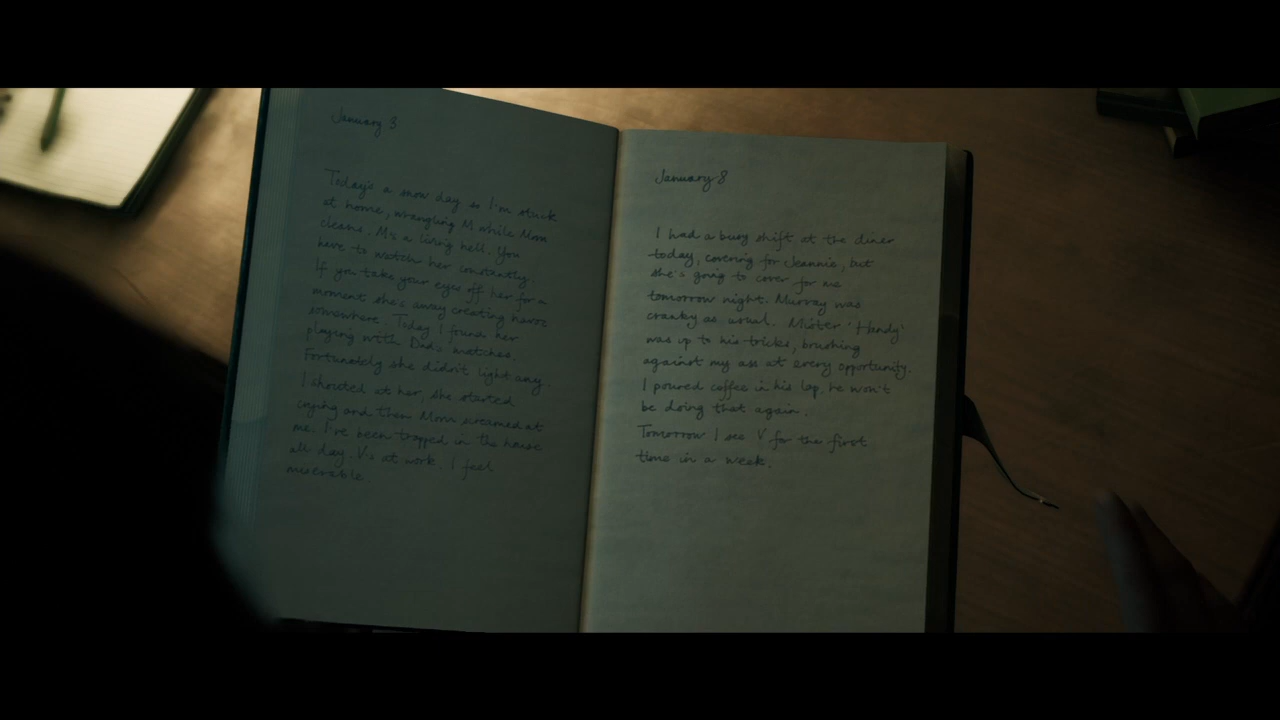 January 3
Today's a snow day so I'm stuck
at home, wrangling M while Mom
cleans. M's a living hell. You
have to watch her constantly.
If you take your eyes off her for a
moment she's away creating havoc
somewhere. Today I found her
playing with Dad's matches.
Fortunately she didn't light any.
I shouted at her, she started
crying and then Mom screamed at
me. I've been trapped in the house
all day. V's at work. I feel
miserable
January 8
I had a busy shift at the diner
today, covering for Jeannie, but
she's going to cover for me
tomorrow night. Murray was
cranky as usual. Mister 'Handy'
was up to his tricks, brushing
against my ass at every opportunity.
I poured coffee in his lap, he won't
be doing that again.
Tomorrow I see V for the first
time in a week.